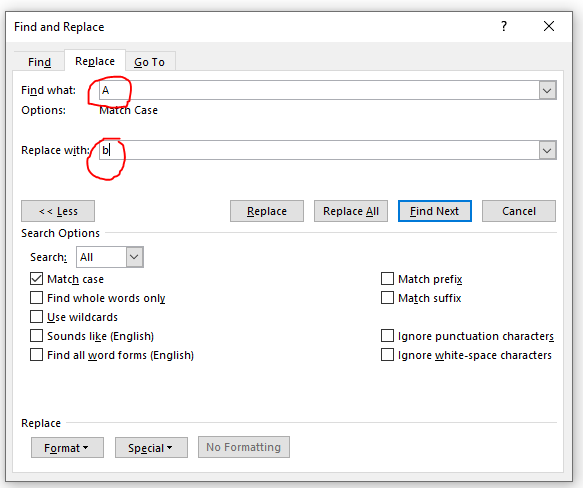 Find and Replace ?
Find Replace Go To
Find what: A
Options: Match Case
Replace with: b
<< Less Replace Replace All Find Next Cancel
Search Options
Search: All
Match case Match prefix
Find whole words only Match suffix
Use wildcards
Sounds like (English) Ignore punctuation characters
Find all word forms (English) Ignore white-space characters
Replace
Format Special No Formatting